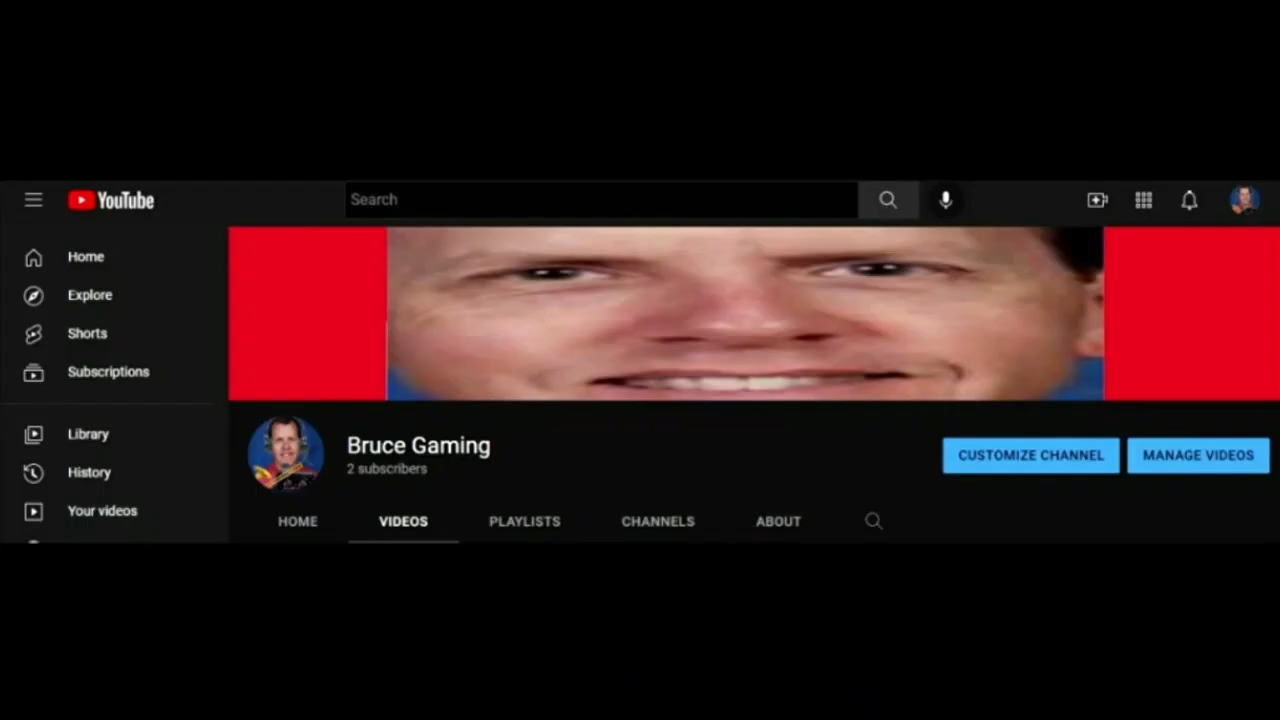 YouTube
Search
Home
Explore
Shorts
Subscriptions
Library
History
Your videos
Bruce Gaming
2 subscribers
CUSTOMIZE CHANNEL
MANAGE VIDEOS
HOME
VIDEOS
PLAYLISTS
CHANNELS
ABOUT